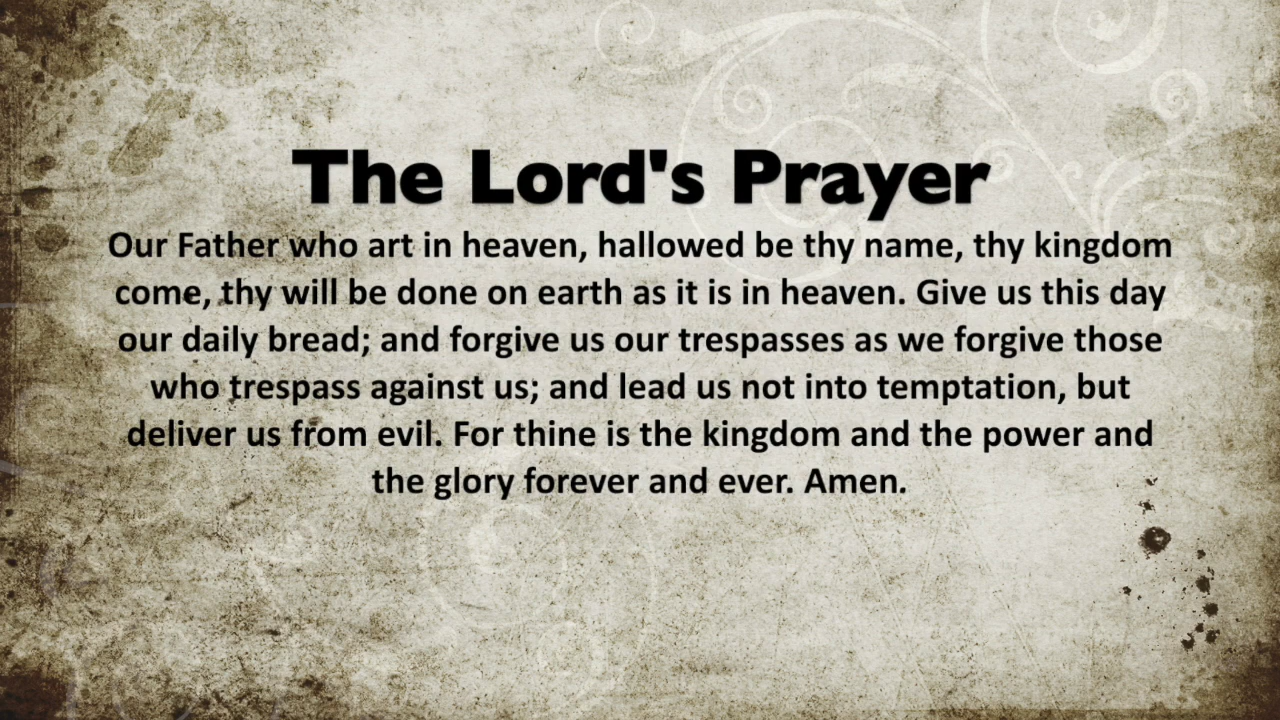 The Lord's Prayer
Our Father who art in heaven, hallowed be thy name, thy kingdom
come, thy will be done on earth as it is in heaven. Give us this day
our daily bread; and forgive us our trespasses as we forgive those
who trespass against us; and lead us not into temptation, but
deliver us from evil. For thine is the kingdom and the power and
the glory forever and ever. Amen.